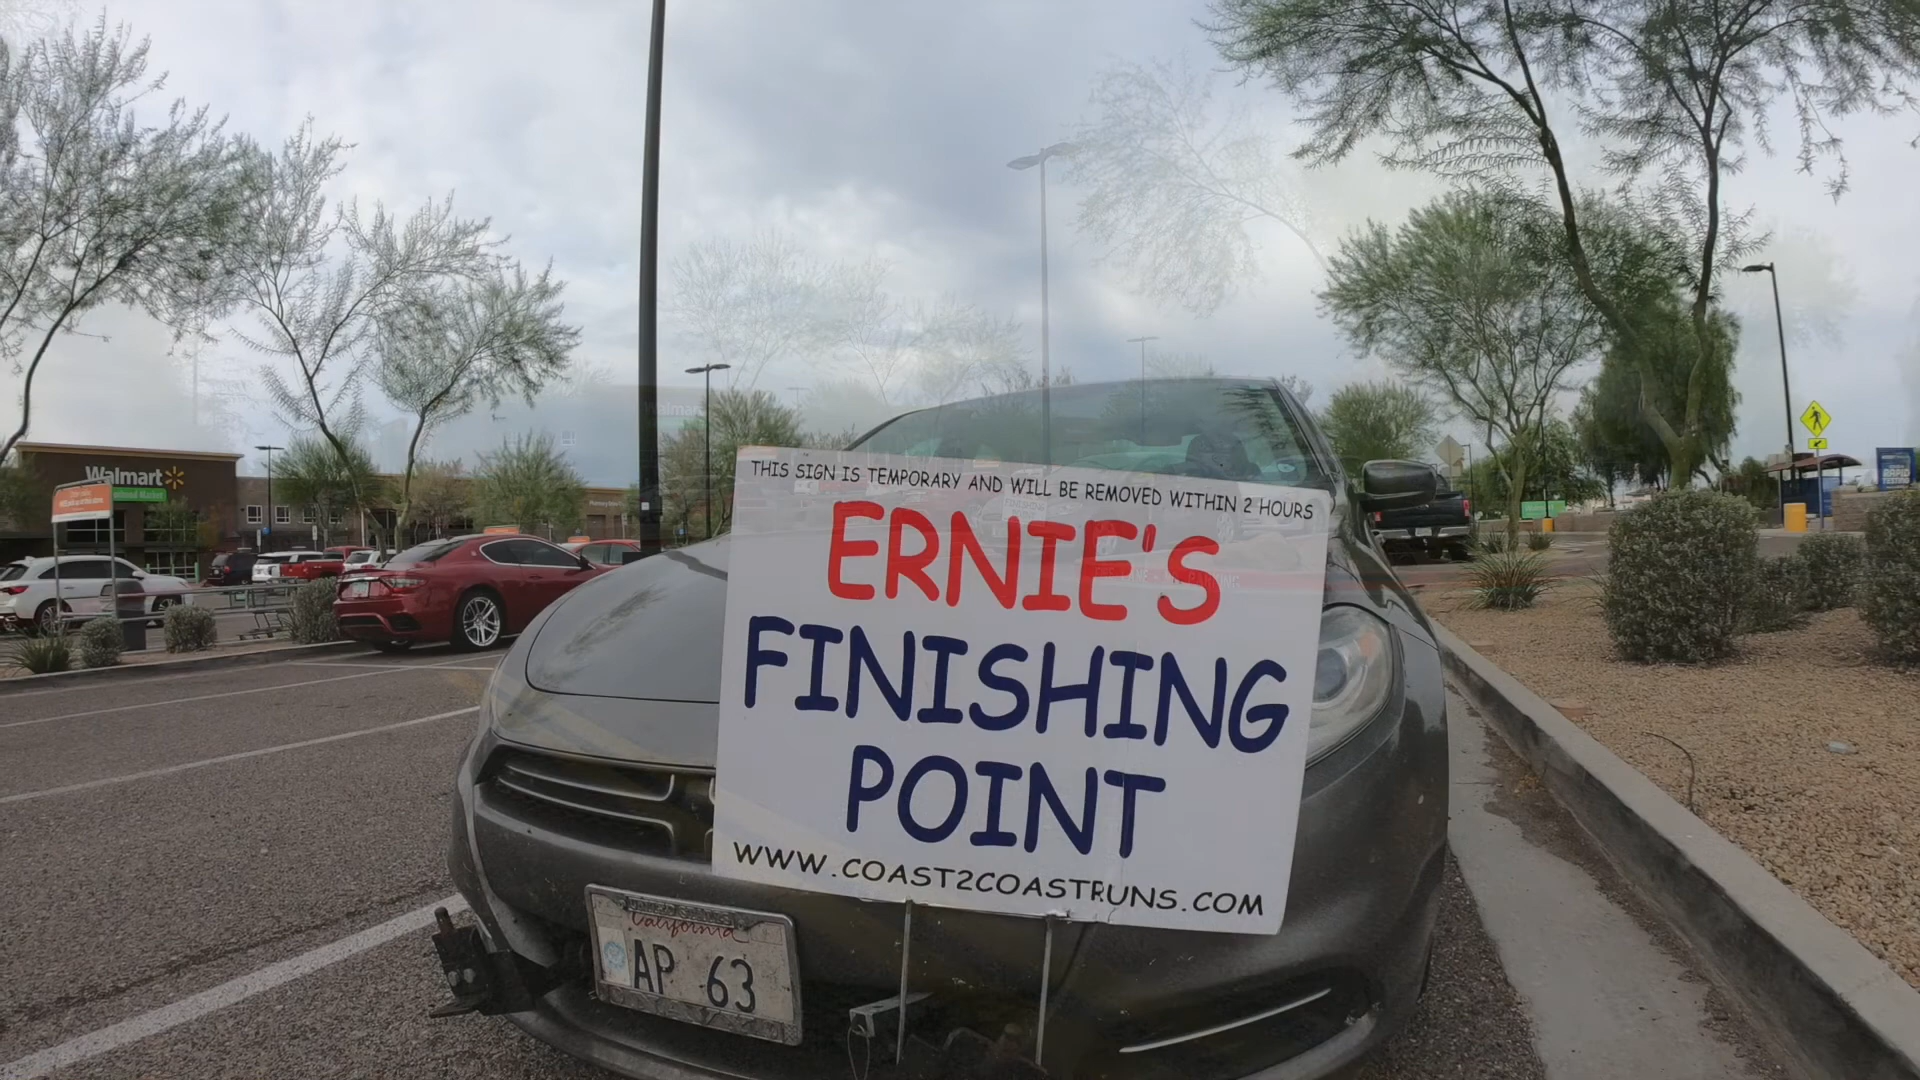 Walmart
THIS SIGN IS TEMPORARY AND WILL BE REMOVED WITHIN 2 HOURS
ERNIE'S
FINISHING
POINT
WWW.COAST2COASTRUNS.COM
California
AP 63